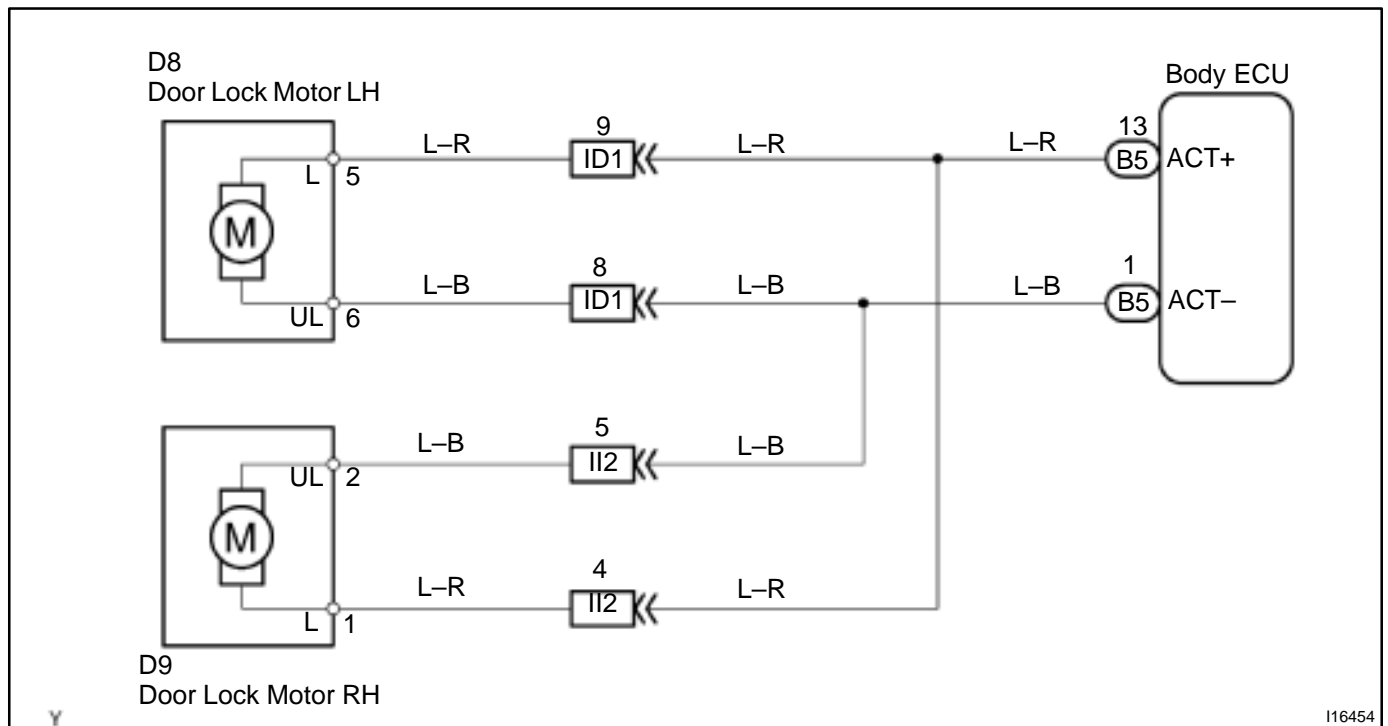 D8
Door Lock Motor LH
Body ECU
L–R
9
L–R
L–R
13
ID1
B5
ACT+
L
5
M
L–B
8
L–B
L–B
1
ID1
B5
ACT–
UL
6
L–B
5
L–B
II2
UL
2
M
L–R
4
L–R
II2
L
1
D9
Door Lock Motor RH
Y
I16454